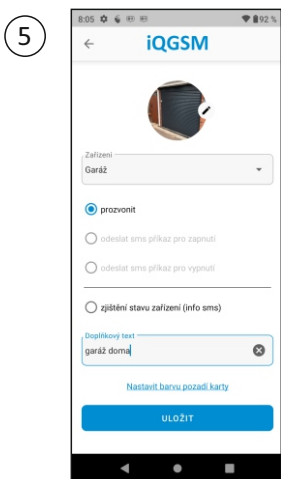 5
8:05 92 %
iQGSM
Zařízení
Garáž
prozvonit
odeslat sms příkaz pro zapnutí
odeslat sms příkaz pro vypnutí
zjištění stavu zařízení (info sms)
Doplňkový text
garáž doma
Nastavit barvu pozadí karty
ULOŽIT